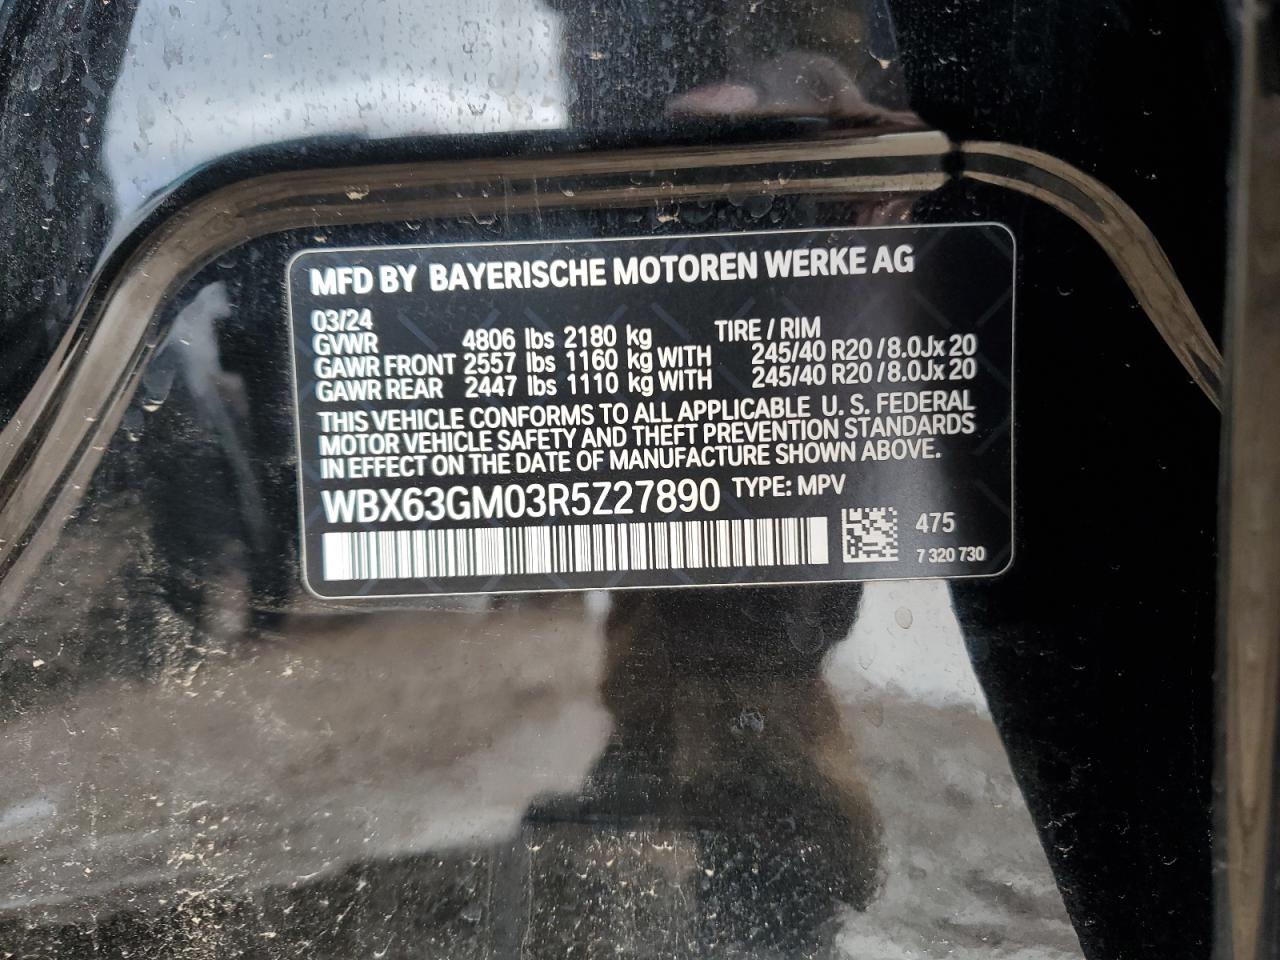 MFD BY BAYERISCHE MOTOREN WERKE AG
03/24
GVWR 4806 lbs 2180 kg TIRE / RIM
GAWR FRONT 2557 lbs 1160 kg WITH 245/40 R20 / 8.0Jx 20
GAWR REAR 2447 lbs 1110 kg WITH 245/40 R20 / 8.0Jx 20
THIS VEHICLE CONFORMS TO ALL APPLICABLE U. S. FEDERAL
MOTOR VEHICLE SAFETY AND THEFT PREVENTION STANDARDS
IN EFFECT ON THE DATE OF MANUFACTURE SHOWN ABOVE.
WBX63GM03R5Z27890 TYPE: MPV
475
7 320 730